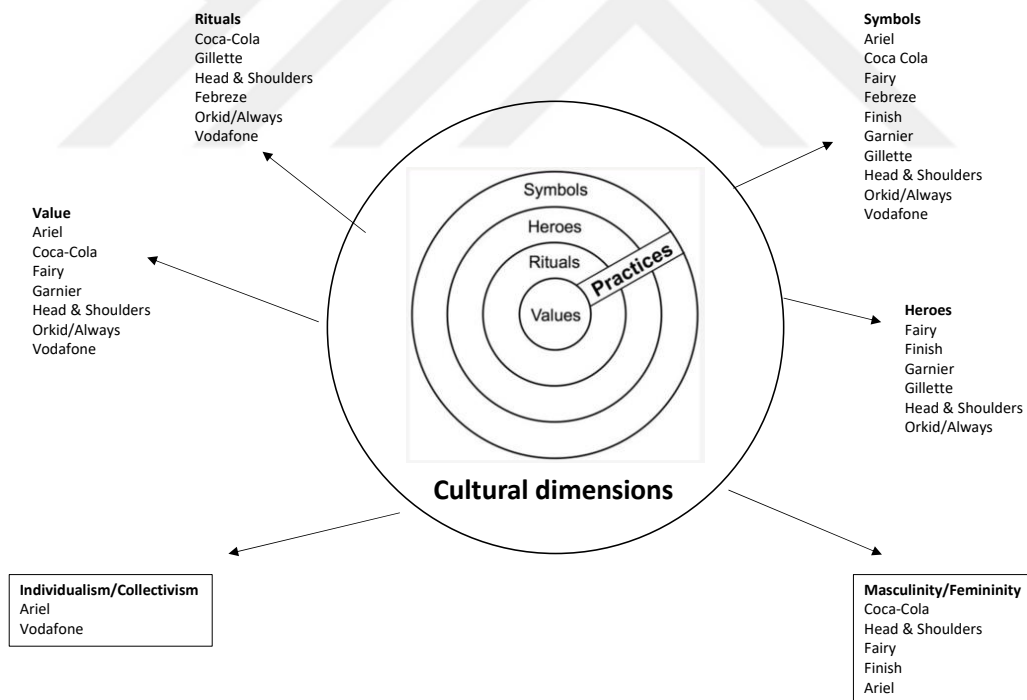 Rituals
Coca-Cola
Gillette
Head & Shoulders
Febreze
Orkid/Always
Vodafone
Symbols
Ariel
Coca Cola
Fairy
Febreze
Finish
Garnier
Gillette
Head & Shoulders
Orkid/Always
Vodafone
Value
Ariel
Coca-Cola
Fairy
Garnier
Head & Shoulders
Orkid/Always
Vodafone
Symbols
Heroes
Rituals
Values
Practices
Cultural dimensions
Heroes
Fairy
Finish
Garnier
Gillette
Head & Shoulders
Orkid/Always
Individualism/Collectivism
Ariel
Vodafone
Masculinity/Femininity
Coca-Cola
Head & Shoulders
Fairy
Finish
Ariel